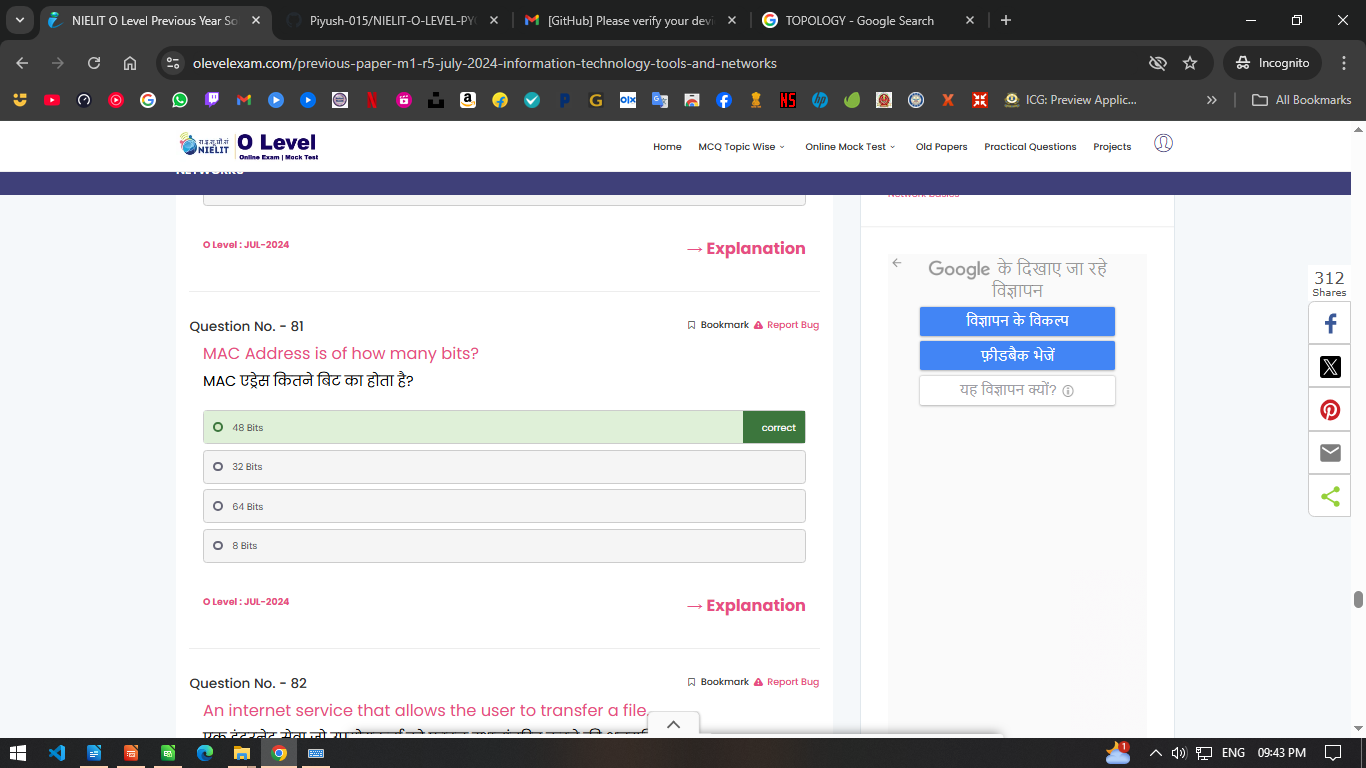 NIELIT O Level Previous Year So
Piyush-015/NIELIT-O-LEVEL-PY
[GitHub] Please verify your devi
TOPOLOGY - Google Search
olevelexam.com/previous-paper-m1-r5-july-2024-information-technology-tools-and-networks
Incognito
ICG: Preview Applic...
All Bookmarks
NIELIT
O Level
Online Exam | Mock Test
Home
MCQ Topic Wise
Online Mock Test
Old Papers
Practical Questions
Projects
NETWORKS
Network Basics
O Level : JUL-2024
→ Explanation
Question No. - 81
Bookmark
Report Bug
MAC Address is of how many bits?
MAC एड्रेस कितने बिट का होता है?
48 Bits
correct
32 Bits
64 Bits
8 Bits
O Level : JUL-2024
→ Explanation
Question No. - 82
Bookmark
Report Bug
An internet service that allows the user to transfer a file.
Google के दिखाए जा रहे
विज्ञापन
विज्ञापन के विकल्प
फ़ीडबैक भेजें
यह विज्ञापन क्यों?
312
Shares
1
ENG
09:43 PM